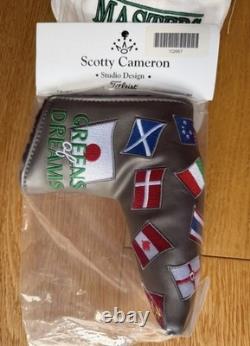 MASTERS
Scotty Cameron
Studio Design
Titleist
GREENS
of
DREAMS